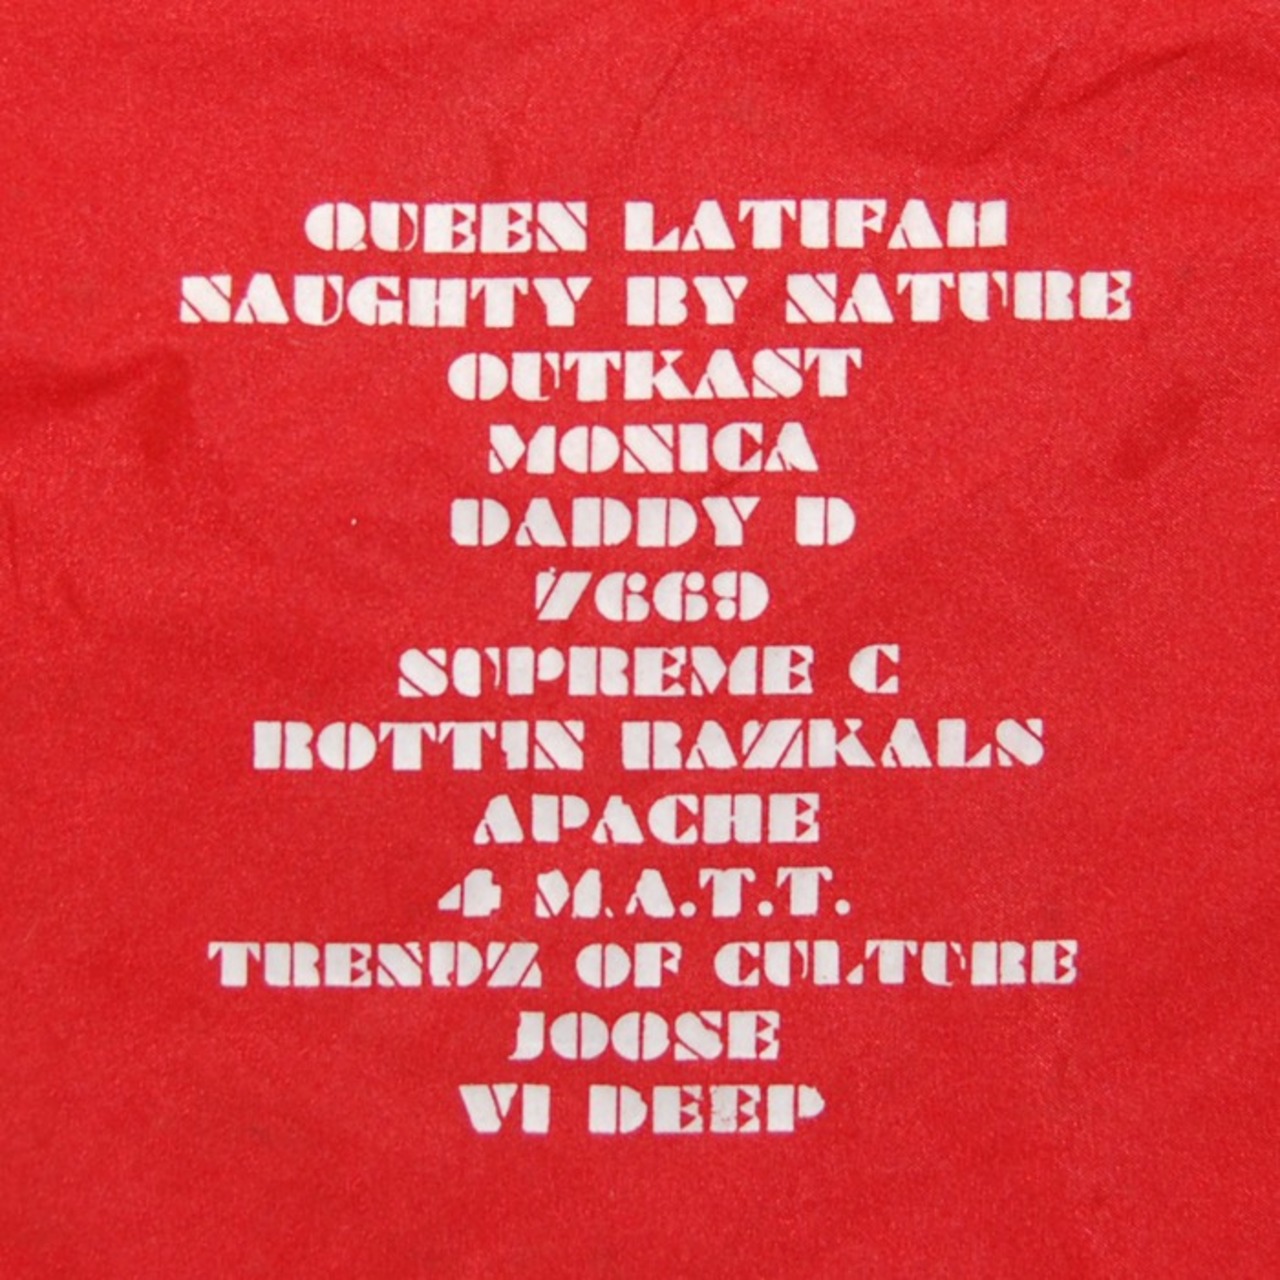 QUEEN LATIFAH
NAUGHTY BY NATURE
OUTKAST
MONICA
DADDY D
7669
SUPREME C
ROTTIN RAZKALS
APACHE
4 M.A.T.T.
TRENDZ OF CULTURE
JOOSE
VI DEEP